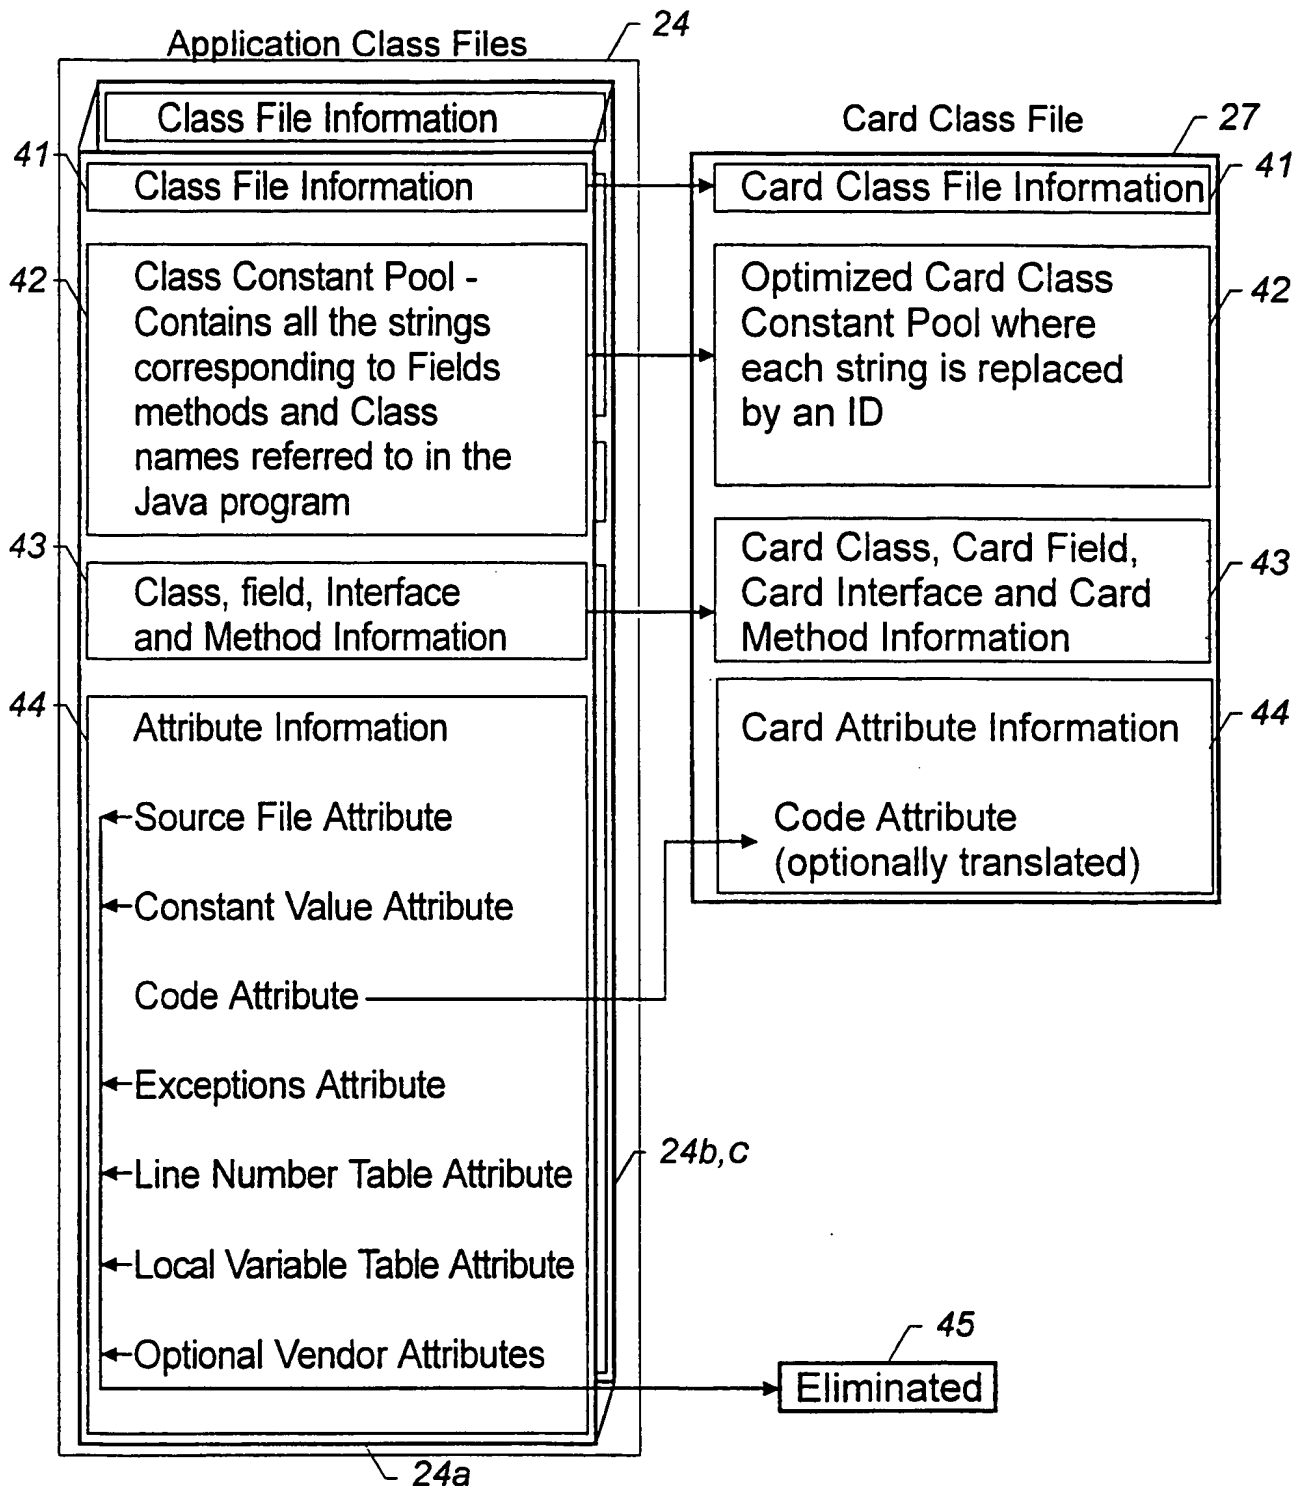 24
Application Class Files
Class File Information
Card Class File
27
41
Class File Information
Card Class File Information
41
42
Class Constant Pool -
Contains all the strings
corresponding to Fields
methods and Class
names referred to in the
Java program
Optimized Card Class
Constant Pool where
each string is replaced
by an ID
42
43
Class, field, Interface
and Method Information
Card Class, Card Field,
Card Interface and Card
Method Information
43
44
Attribute Information
Source File Attribute
Constant Value Attribute
Code Attribute
Exceptions Attribute
Line Number Table Attribute
Local Variable Table Attribute
Optional Vendor Attributes
Card Attribute Information
Code Attribute
(optionally translated)
44
24b,c
45
Eliminated
24a